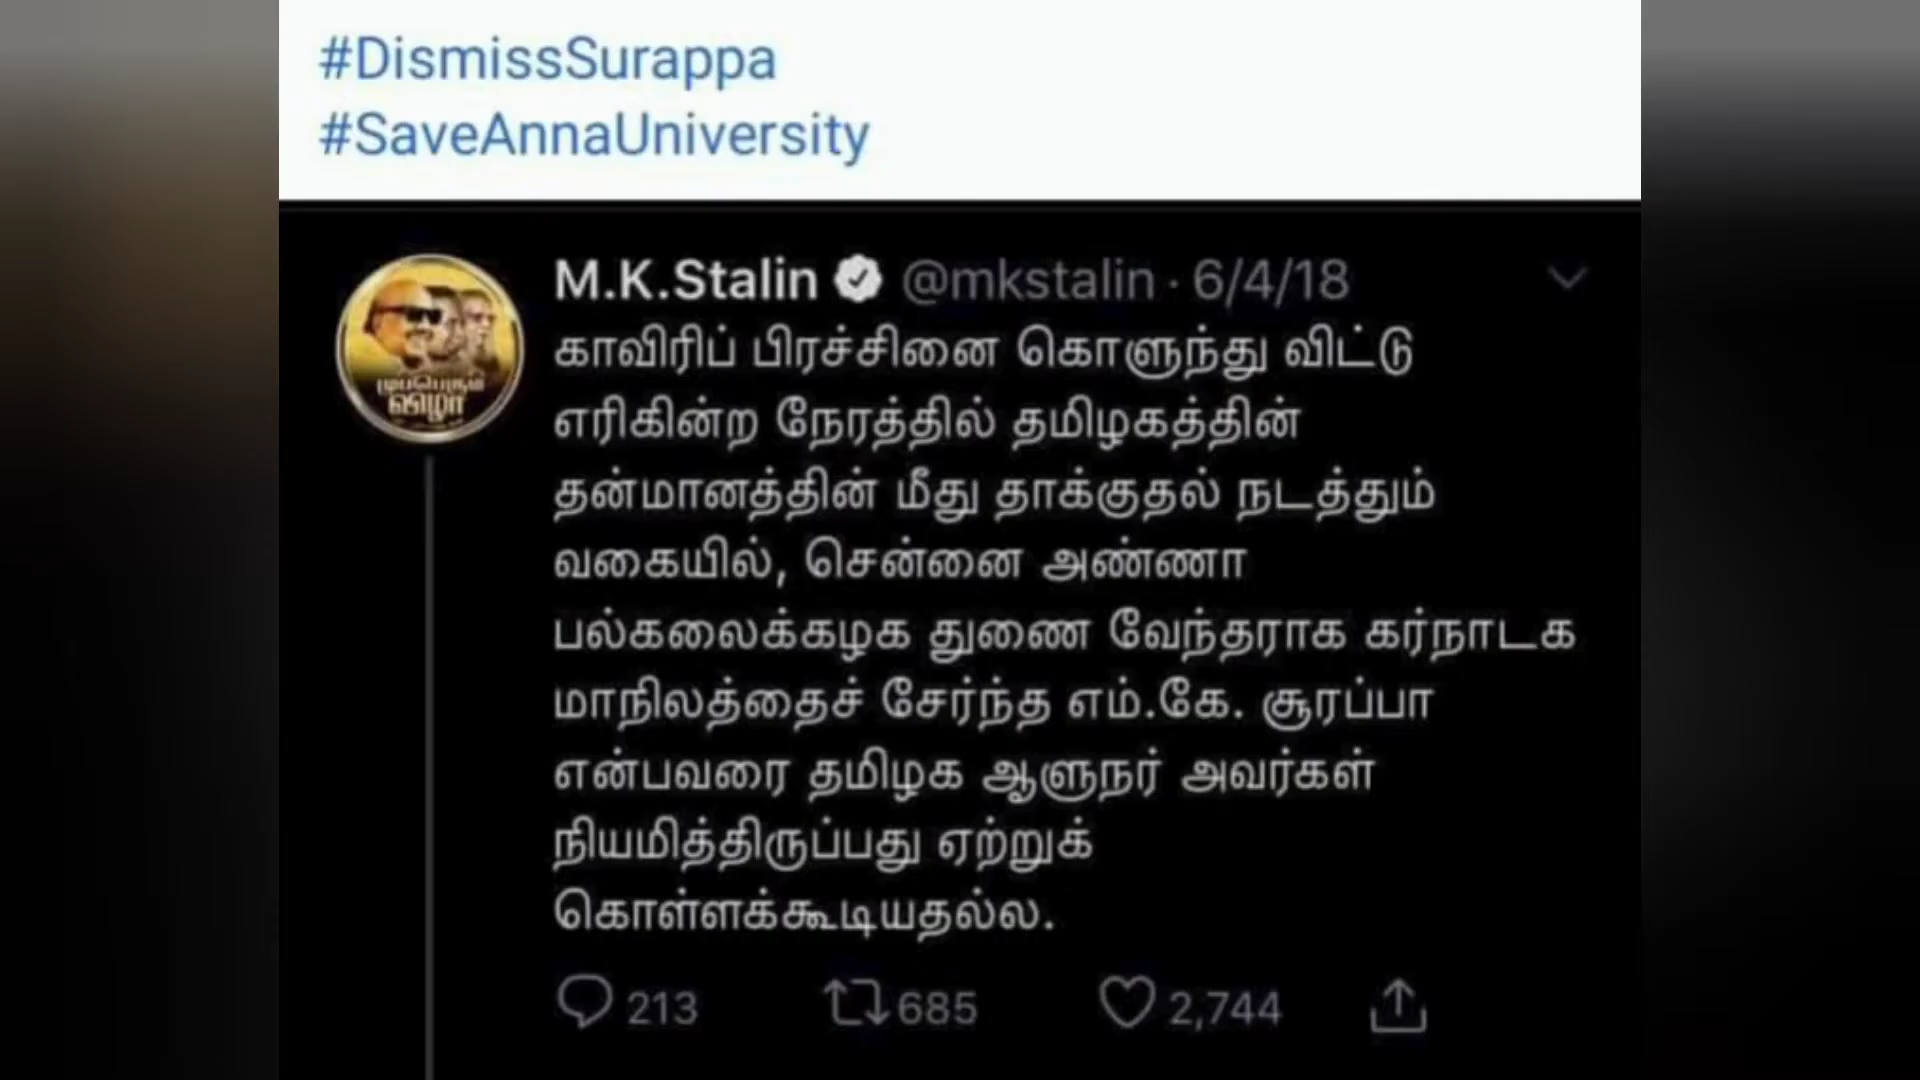 #DismissSurappa
#SaveAnnaUniversity
M.K.Stalin @mkstalin · 6/4/18
காவிரிப் பிரச்சினை கொளுந்து விட்டு
எரிகின்ற நேரத்தில் தமிழகத்தின்
தன்மானத்தின் மீது தாக்குதல் நடத்தும்
வகையில், சென்னை அண்ணா
பல்கலைக்கழக துணை வேந்தராக கர்நாடக
மாநிலத்தைச் சேர்ந்த எம்.கே. சூரப்பா
என்பவரை தமிழக ஆளுநர் அவர்கள்
நியமித்திருப்பது ஏற்றுக்
கொள்ளக்கூடியதல்ல.
முப்பெரும்
விழா
213 685 2,744